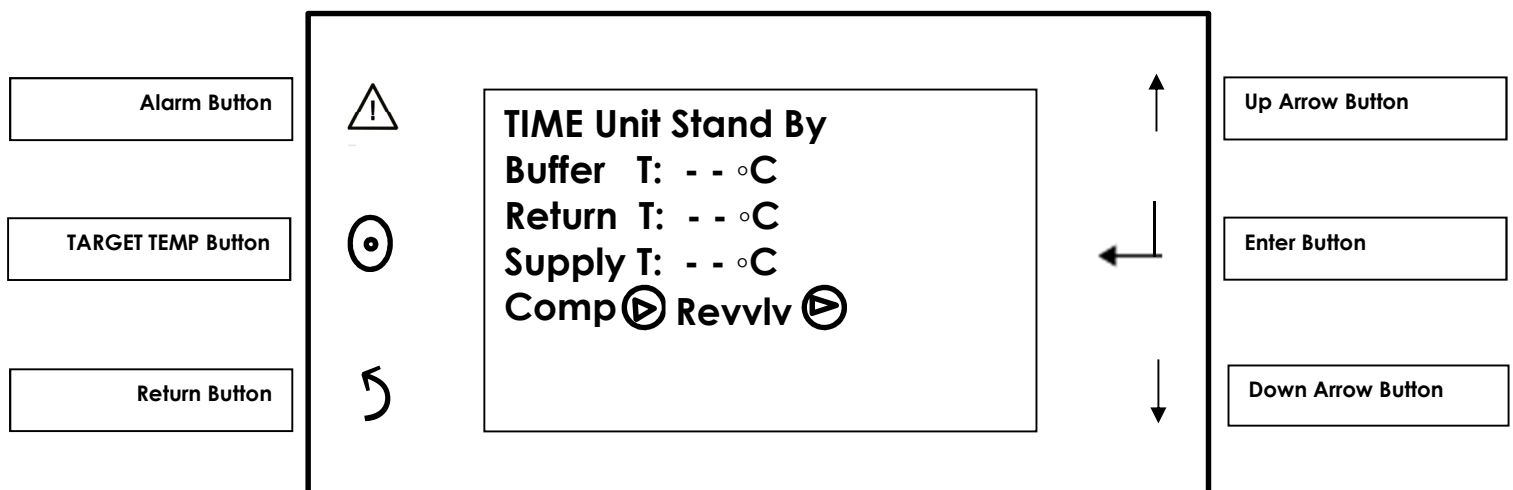 Alarm Button
TARGET TEMP Button
Return Button
TIME Unit Stand By
Buffer T: - - ◦C
Return T: - - ◦C
Supply T: - - ◦C
Comp Revvlv
Up Arrow Button
Enter Button
Down Arrow Button